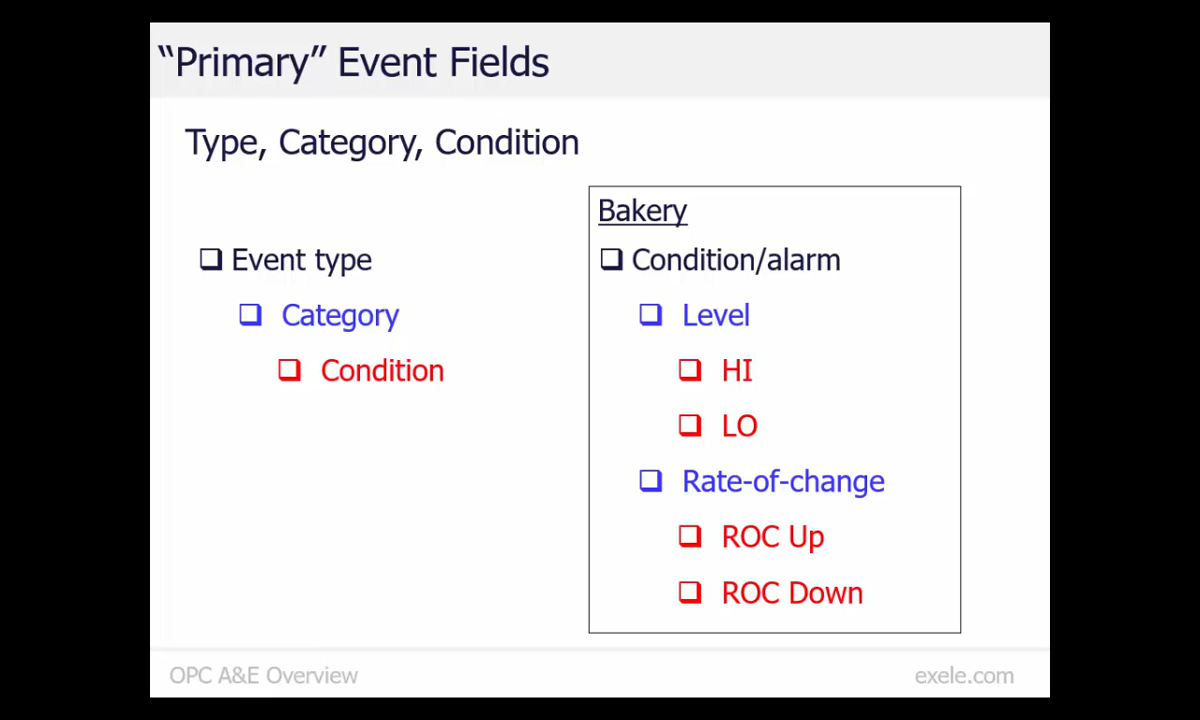 “Primary” Event Fields
Type, Category, Condition
Event type
Category
Condition
Bakery
Condition/alarm
Level
HI
LO
Rate-of-change
ROC Up
ROC Down
OPC A&E Overview
exele.com